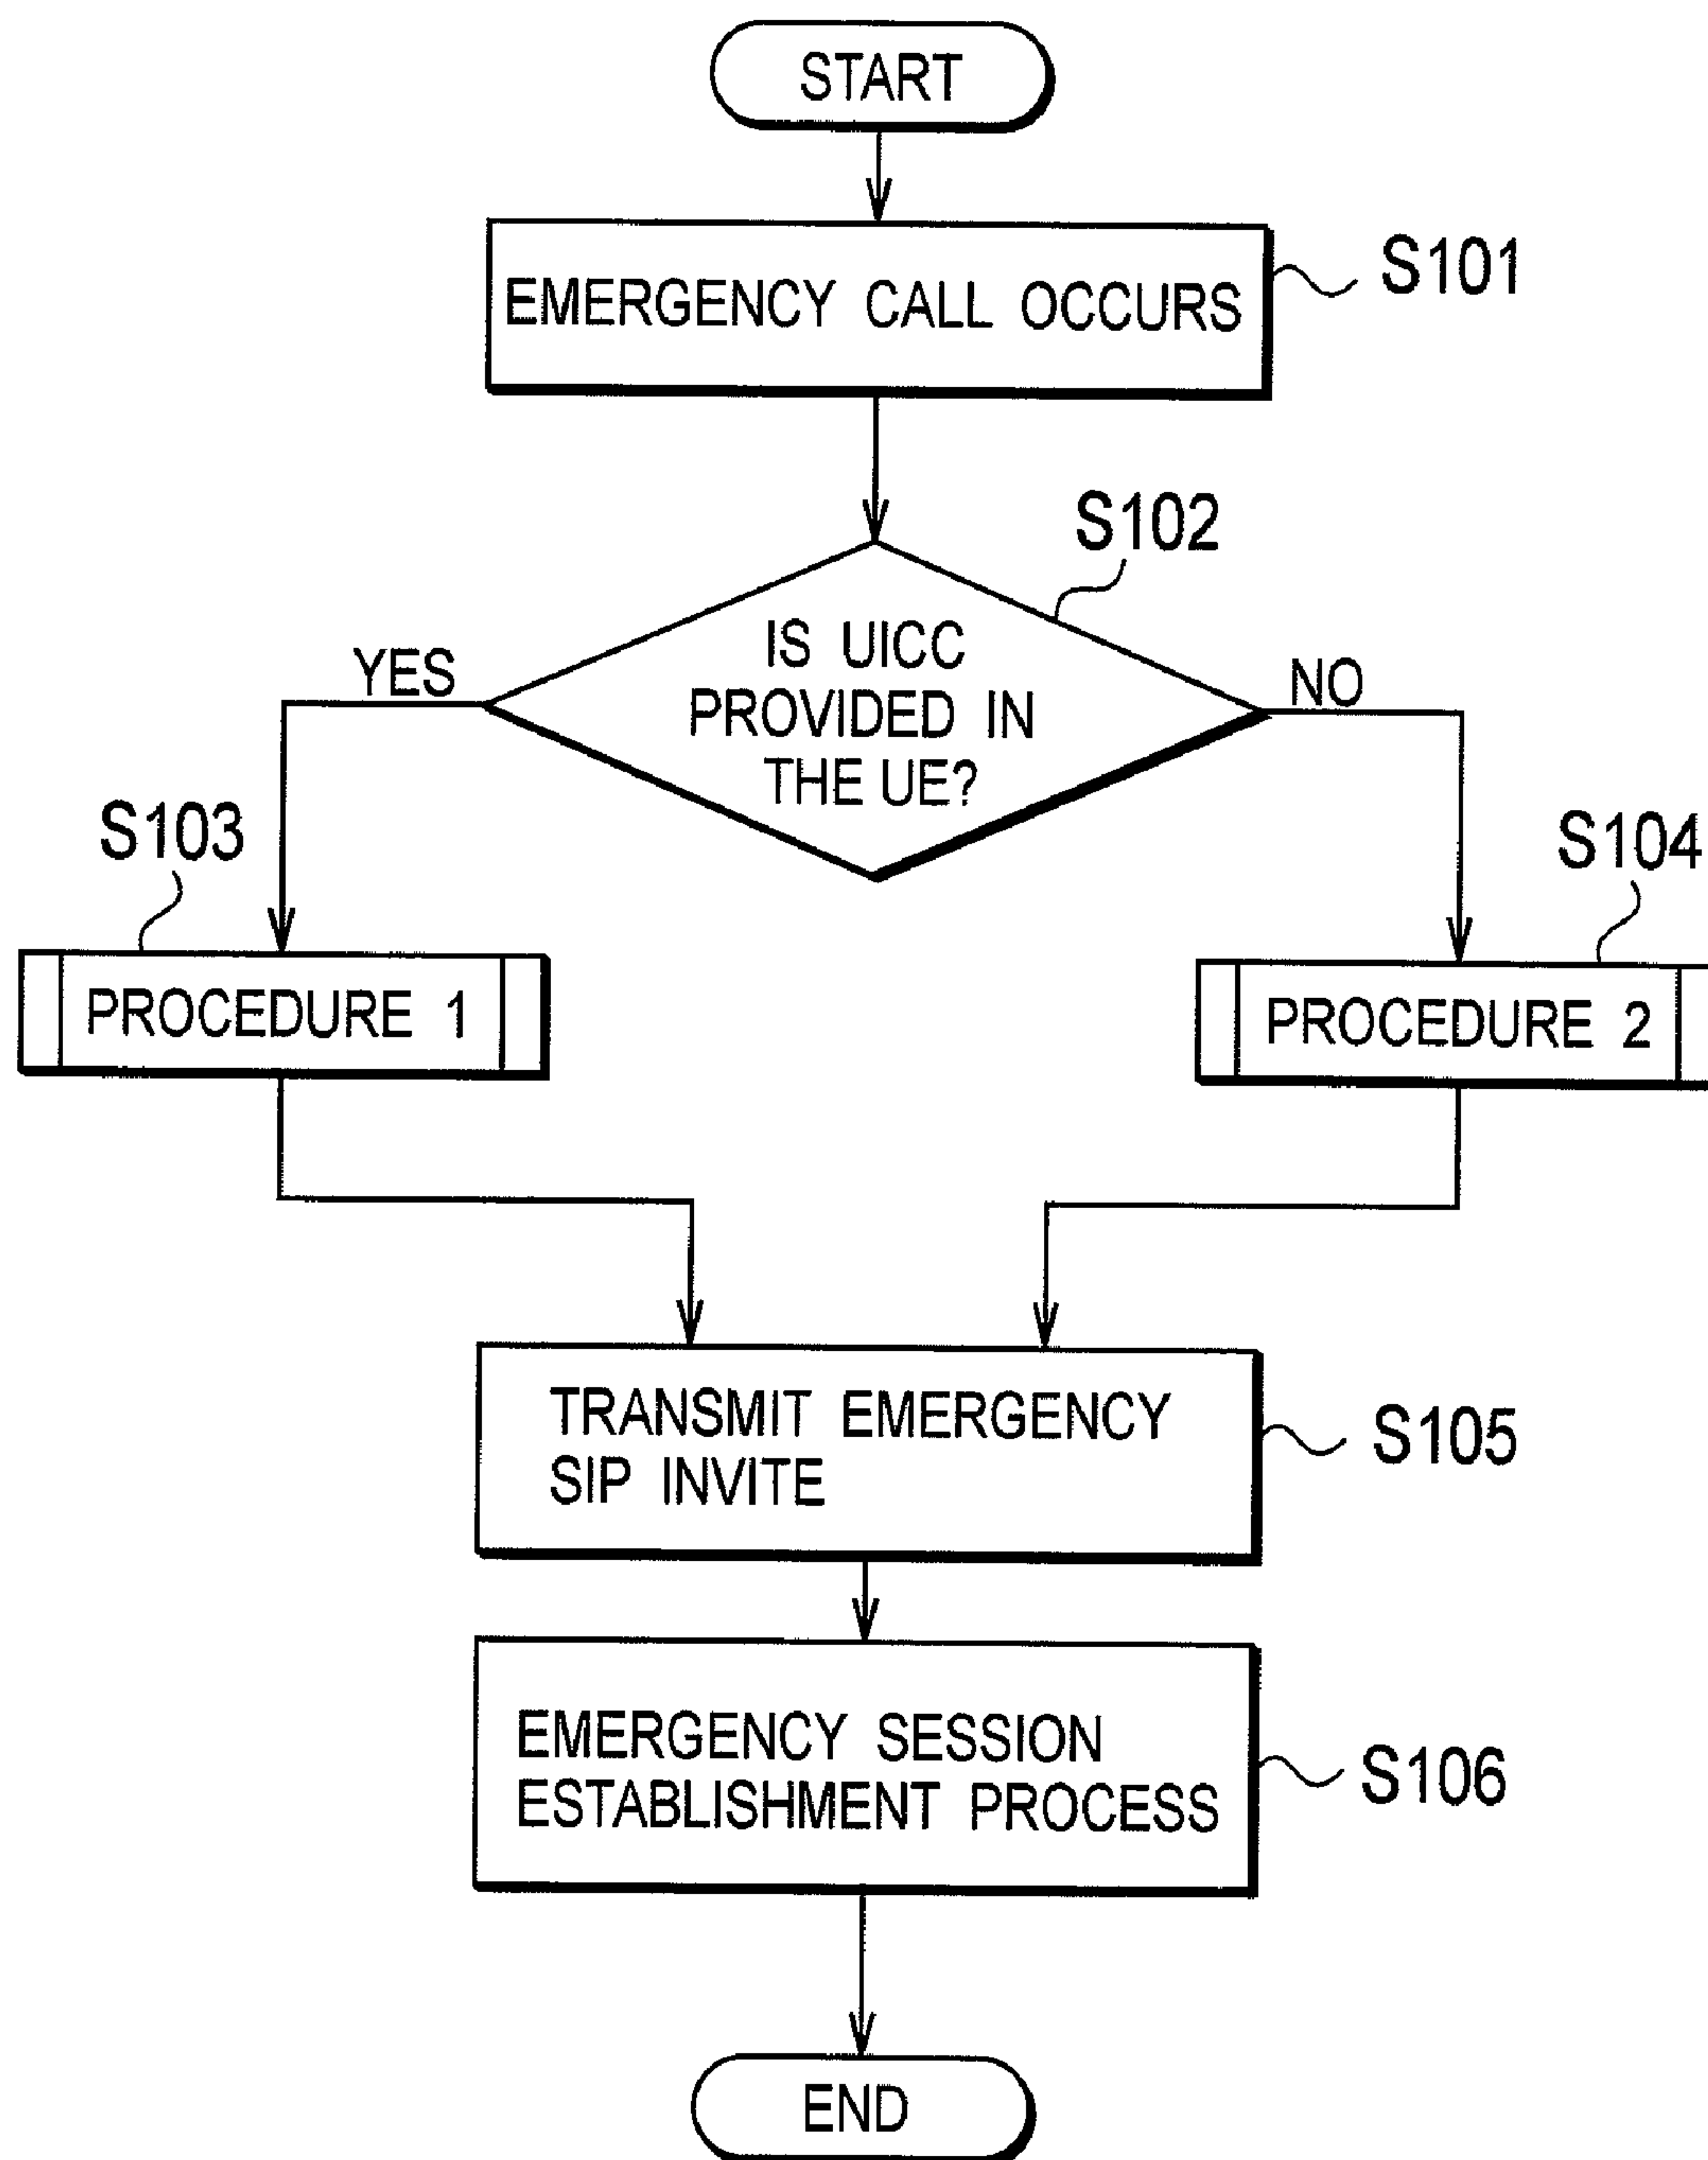 START
EMERGENCY CALL OCCURS
S101
S102
IS UICC
PROVIDED IN
THE UE?
YES
NO
S103
S104
PROCEDURE 1
PROCEDURE 2
TRANSMIT EMERGENCY
SIP INVITE
S105
EMERGENCY SESSION
ESTABLISHMENT PROCESS
S106
END